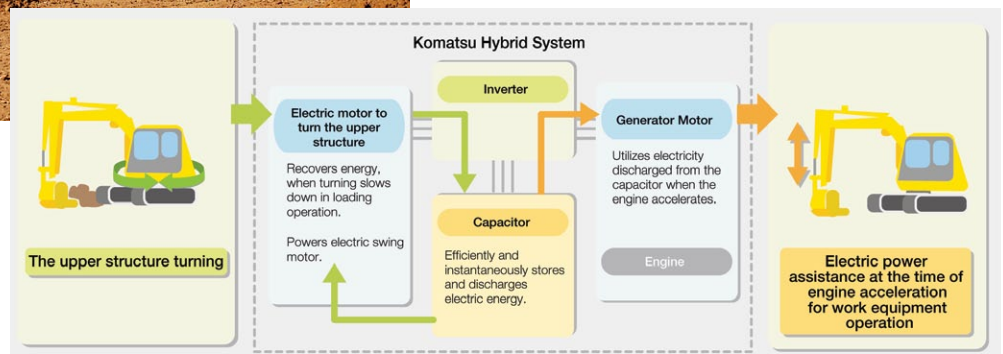 Komatsu Hybrid System
The upper structure turning
Electric motor to
turn the upper
structure
Recovers energy,
when turning slows
down in loading
operation.
Powers electric swing
motor.
Inverter
Capacitor
Efficiently and
instantaneously stores
and discharges
electric energy.
Generator Motor
Utilizes electricity
discharged from the
capacitor when the
engine accelerates.
Engine
Electric power
assistance at the time of
engine acceleration
for work equipment
operation